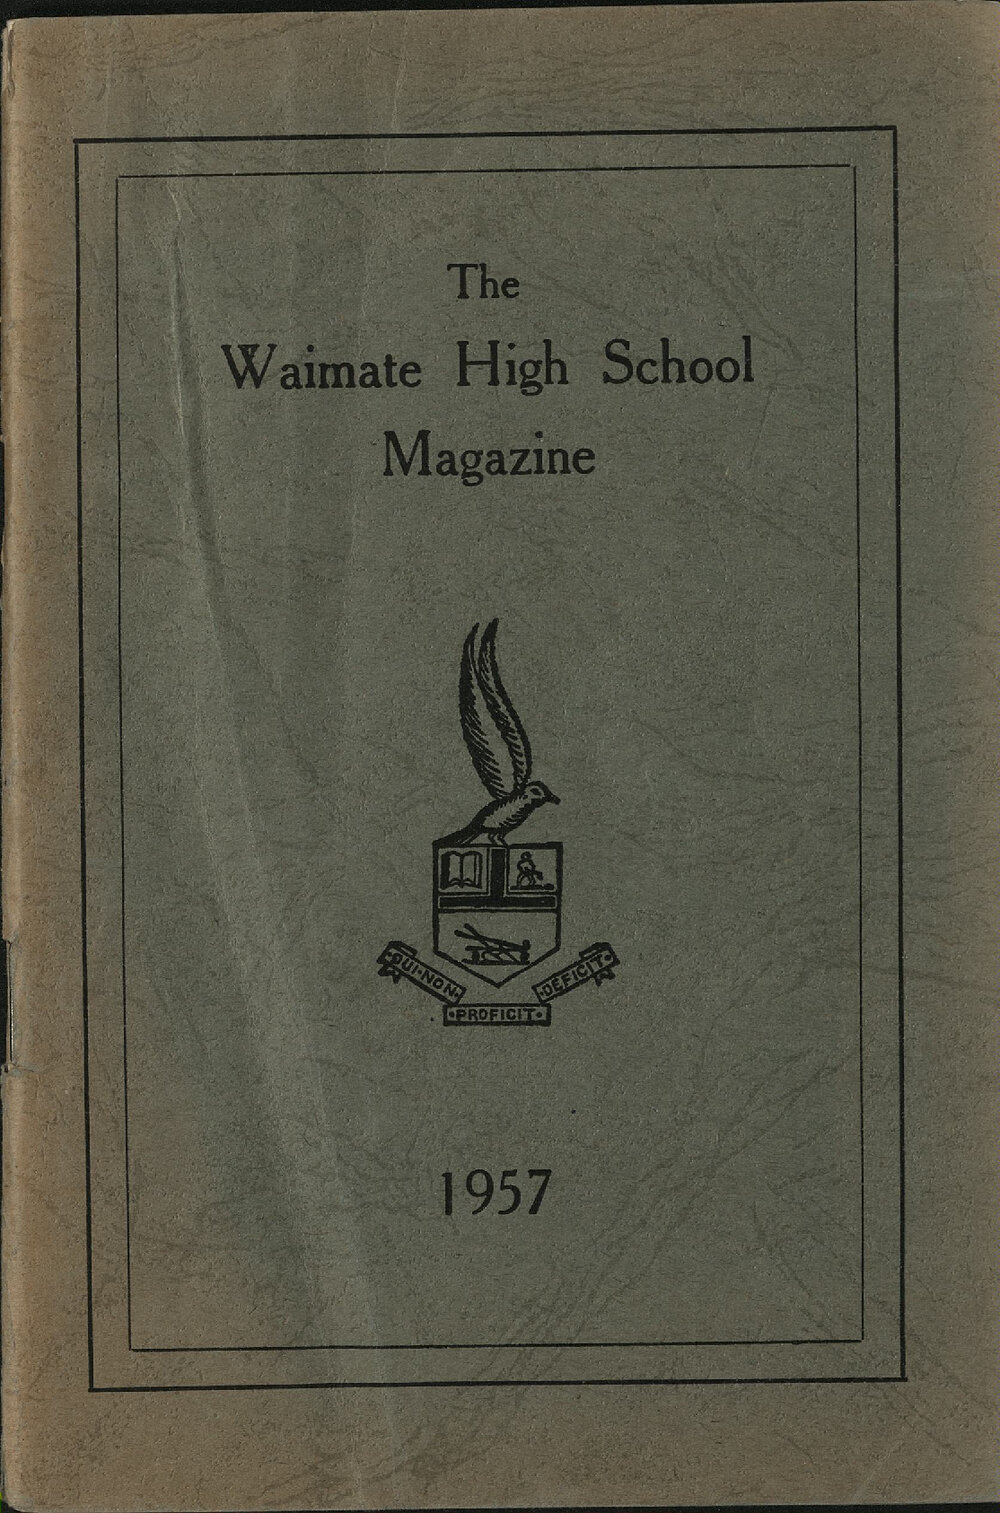 The
Waimate High School
Magazine
·QUI·NON·
·PROFICIT·
·DEFICIT·
1957